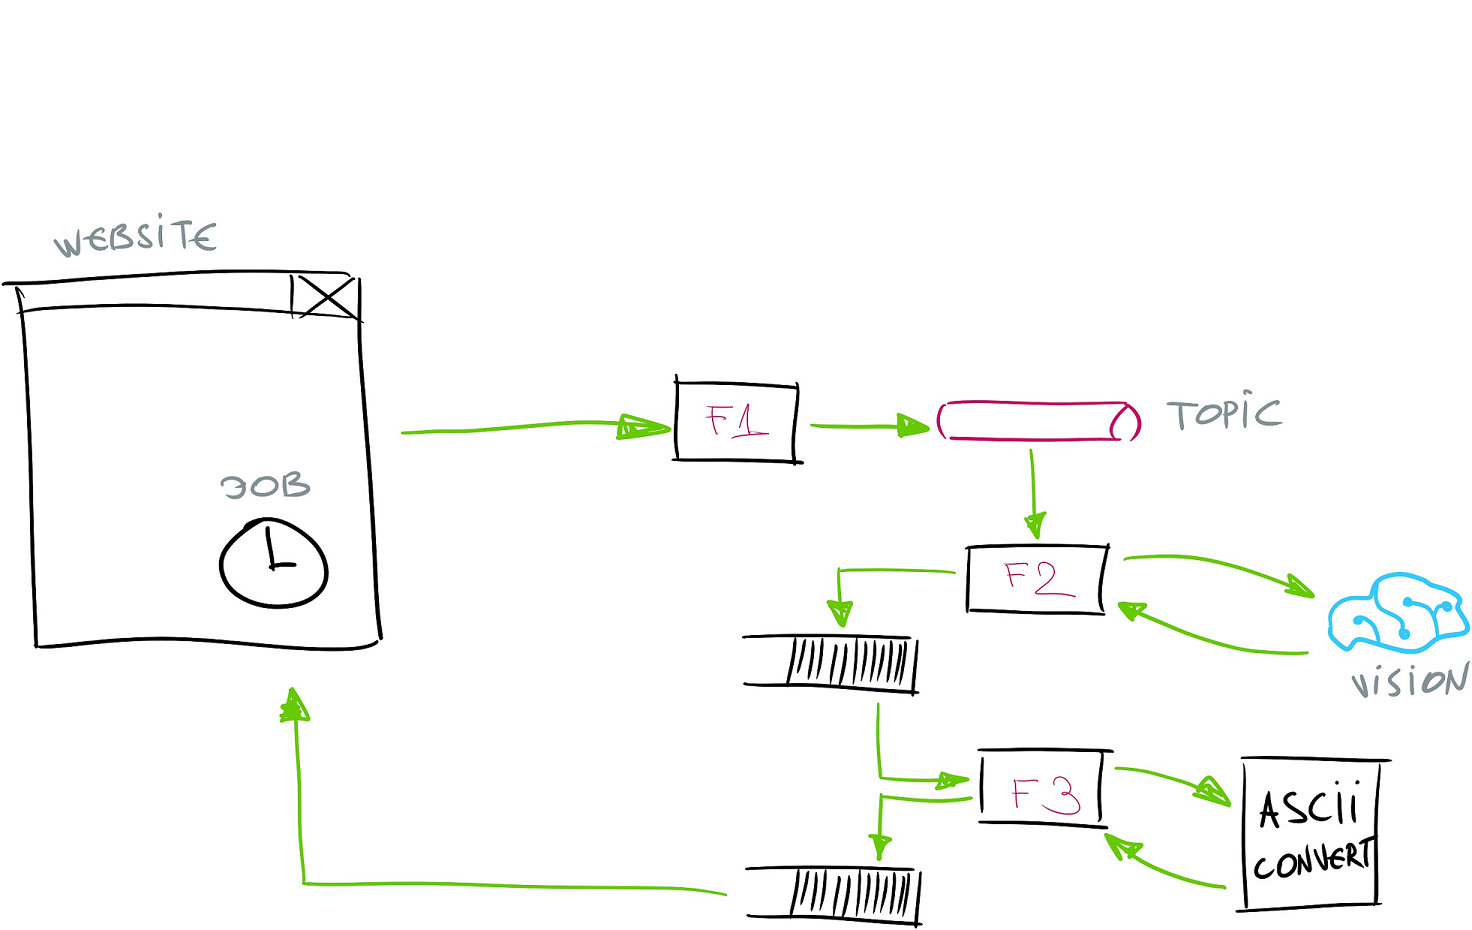 WEBSITE
JOB
F1
TOPIC
F2
VISION
F3
ASCII
CONVERT